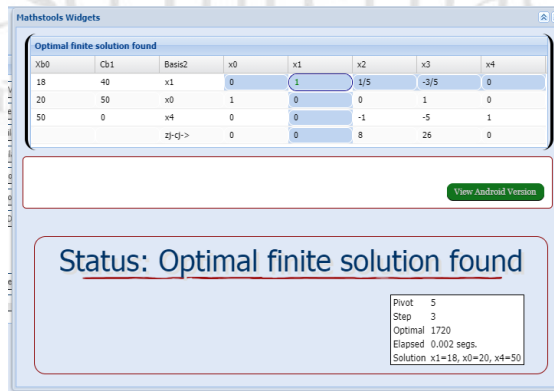 Mathstools Widgets
Optimal finite solution found
Xb0 Cb1 Basis2 x0 x1 x2 x3 x4
18 40 x1 0 1 1/5 -3/5 0
20 50 x0 1 0 0 1 0
50 0 x4 0 0 -1 -5 1
zj-cj-> 0 0 8 26 0
View Android Version
Status: Optimal finite solution found
Pivot 5
Step 3
Optimal 1720
Elapsed 0.002 segs.
Solution x1=18, x0=20, x4=50